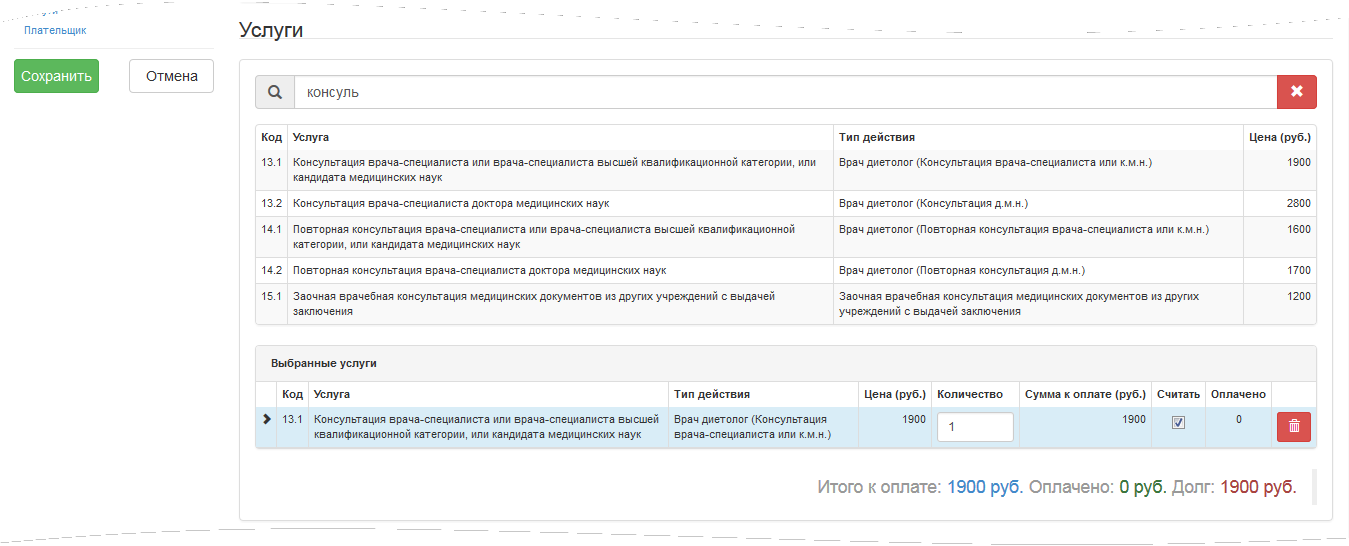 Плательщик
Сохранить
Отмена
Услуги
консуль
Код Услуга Тип действия Цена (руб.)
13.1 Консультация врача-специалиста или врача-специалиста высшей квалификационной категории, или Врач диетолог (Консультация врача-специалиста или к.м.н.) 1900
кандидата медицинских наук
13.2 Консультация врача-специалиста доктора медицинских наук Врач диетолог (Консультация д.м.н.) 2800
14.1 Повторная консультация врача-специалиста или врача-специалиста высшей квалификационной Врач диетолог (Повторная консультация врача-специалиста или к.м.н.) 1600
категории, или кандидата медицинских наук
14.2 Повторная консультация врача-специалиста доктора медицинских наук Врач диетолог (Повторная консультация д.м.н.) 1700
15.1 Заочная врачебная консультация медицинских документов из других учреждений с выдачей Заочная врачебная консультация медицинских документов из других 1200
заключения учреждений с выдачей заключения
Выбранные услуги
Код Услуга Тип действия Цена (руб.) Количество Сумма к оплате (руб.) Считать Оплачено
13.1 Консультация врача-специалиста или врача-специалиста высшей Врач диетолог (Консультация 1900 1 1900 0
квалификационной категории, или кандидата медицинских наук врача-специалиста или к.м.н.)
Итого к оплате: 1900 руб. Оплачено: 0 руб. Долг: 1900 руб.